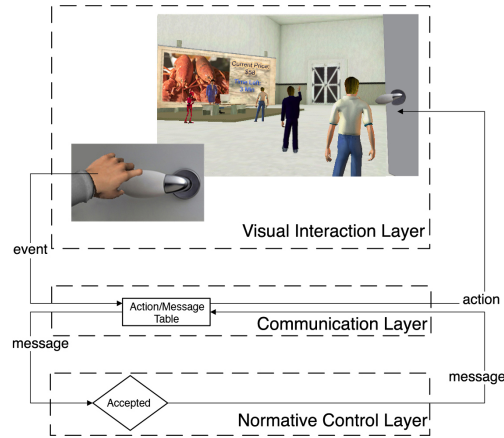 Current Price:
Visual Interaction Layer
event
Action/Message
Table
action
Communication Layer
message
message
Accepted
Normative Control Layer